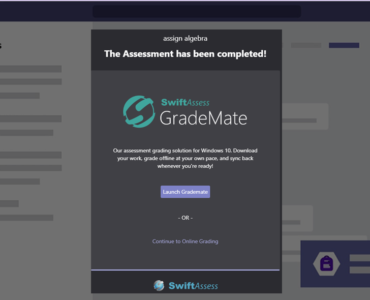 assign algebra
The Assessment has been completed!
SwiftAssess
GradeMate
Our assessment grading solution for Windows 10. Download
your work, grade offline at your own pace, and sync back
whenever you're ready!
Launch Gradmate
- OR -
Continue to Online Grading
SwiftAssess